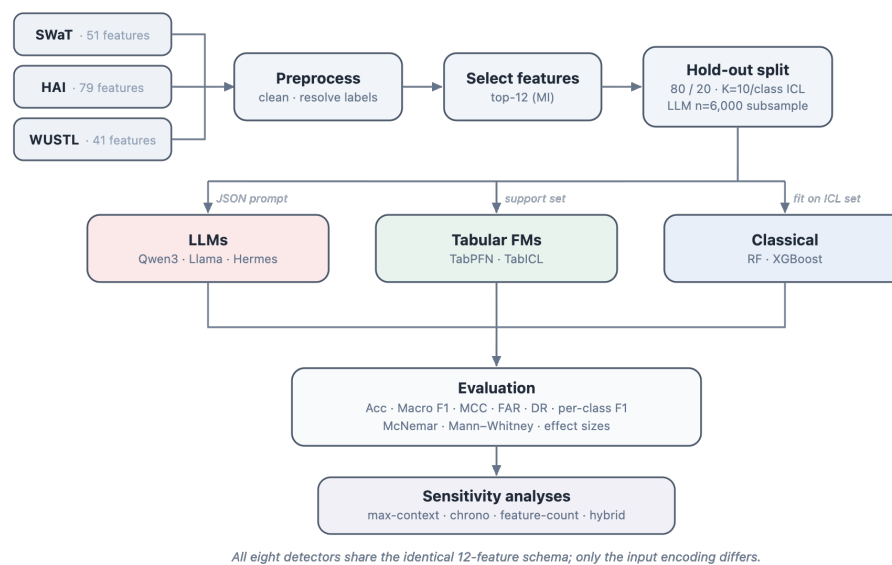 SWaT · 51 features
HAI · 79 features
WUSTL · 41 features
Preprocess
clean · resolve labels
Select features
top-12 (MI)
Hold-out split
80 / 20 · K=10/class ICL
LLM n=6,000 subsample
JSON prompt
support set
fit on ICL set
LLMs
Qwen3 · Llama · Hermes
Tabular FMs
TabPFN · TabICL
Classical
RF · XGBoost
Evaluation
Acc · Macro F1 · MCC · FAR · DR · per-class F1
McNemar · Mann–Whitney · effect sizes
Sensitivity analyses
max-context · chrono · feature-count · hybrid
All eight detectors share the identical 12-feature schema; only the input encoding differs.